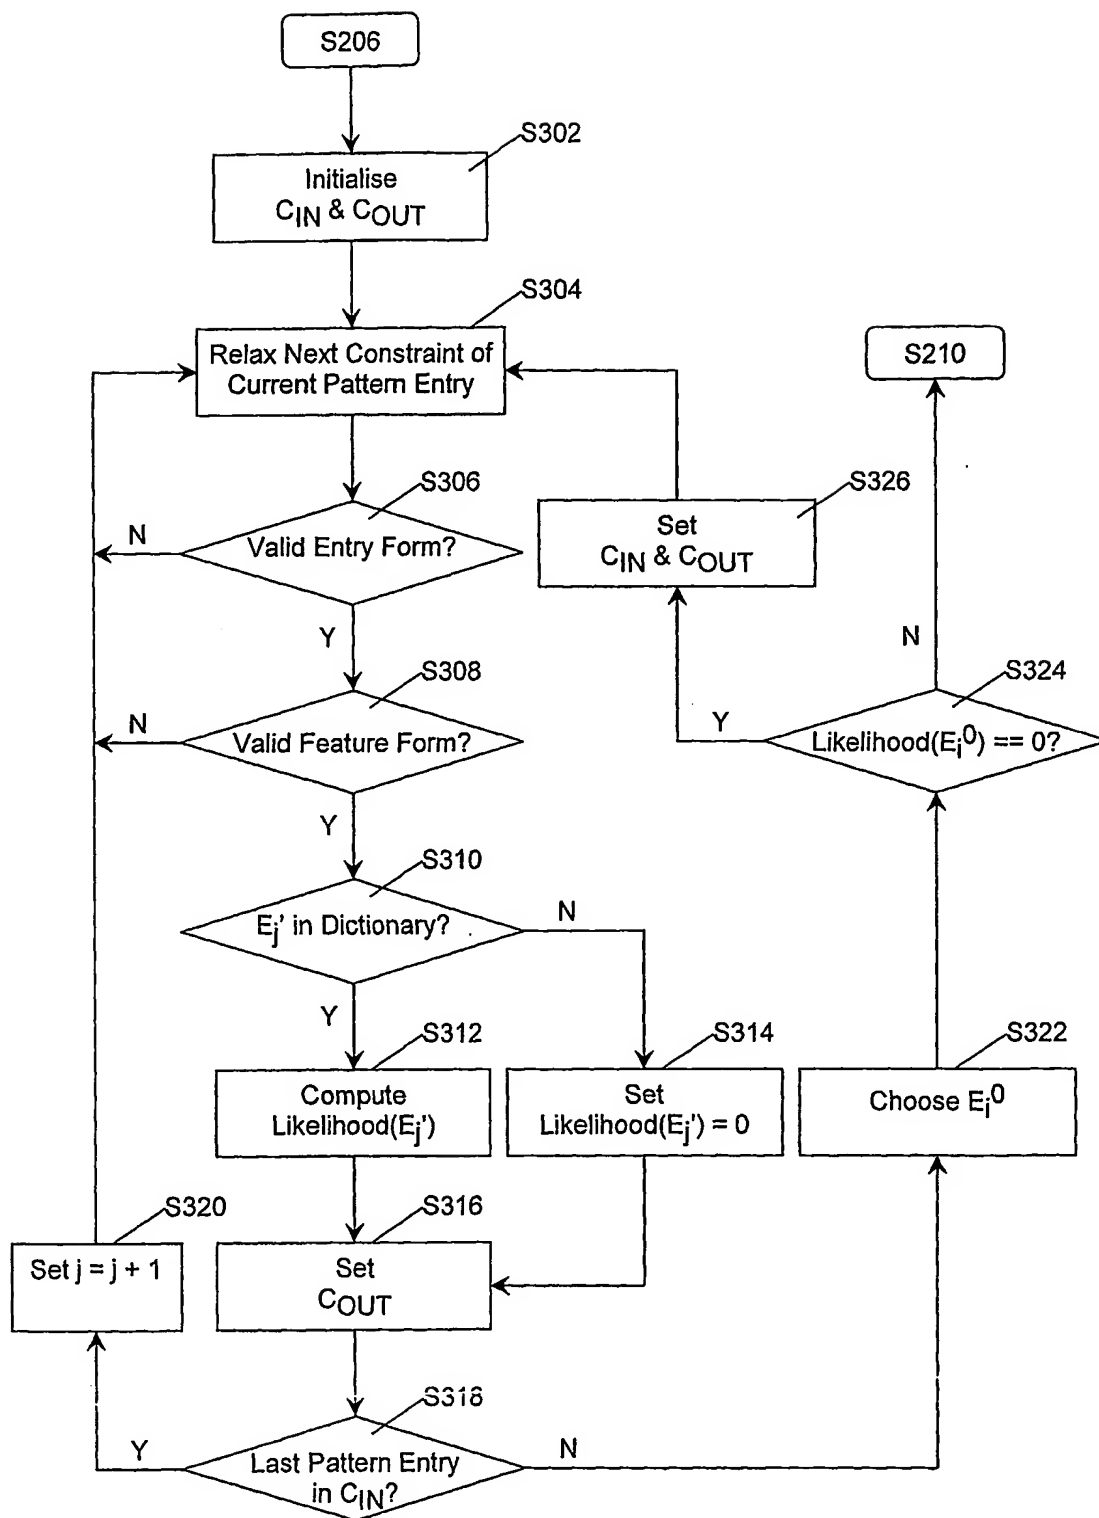 S206
S302
Initialise
CIN & COUT
S304
Relax Next Constraint of
Current Pattern Entry
S210
S306
N
Valid Entry Form?
Y
S326
Set
CIN & COUT
S308
N
Valid Feature Form?
Y
N
S324
Y
Likelihood(Ei0) == 0?
S310
Ej' in Dictionary?
N
Y
S312
Compute
Likelihood(Ej')
S314
Set
Likelihood(Ej') = 0
S322
Choose Ei0
S320
Set j = j + 1
S316
Set
COUT
S318
Y
Last Pattern Entry
in CIN?
N